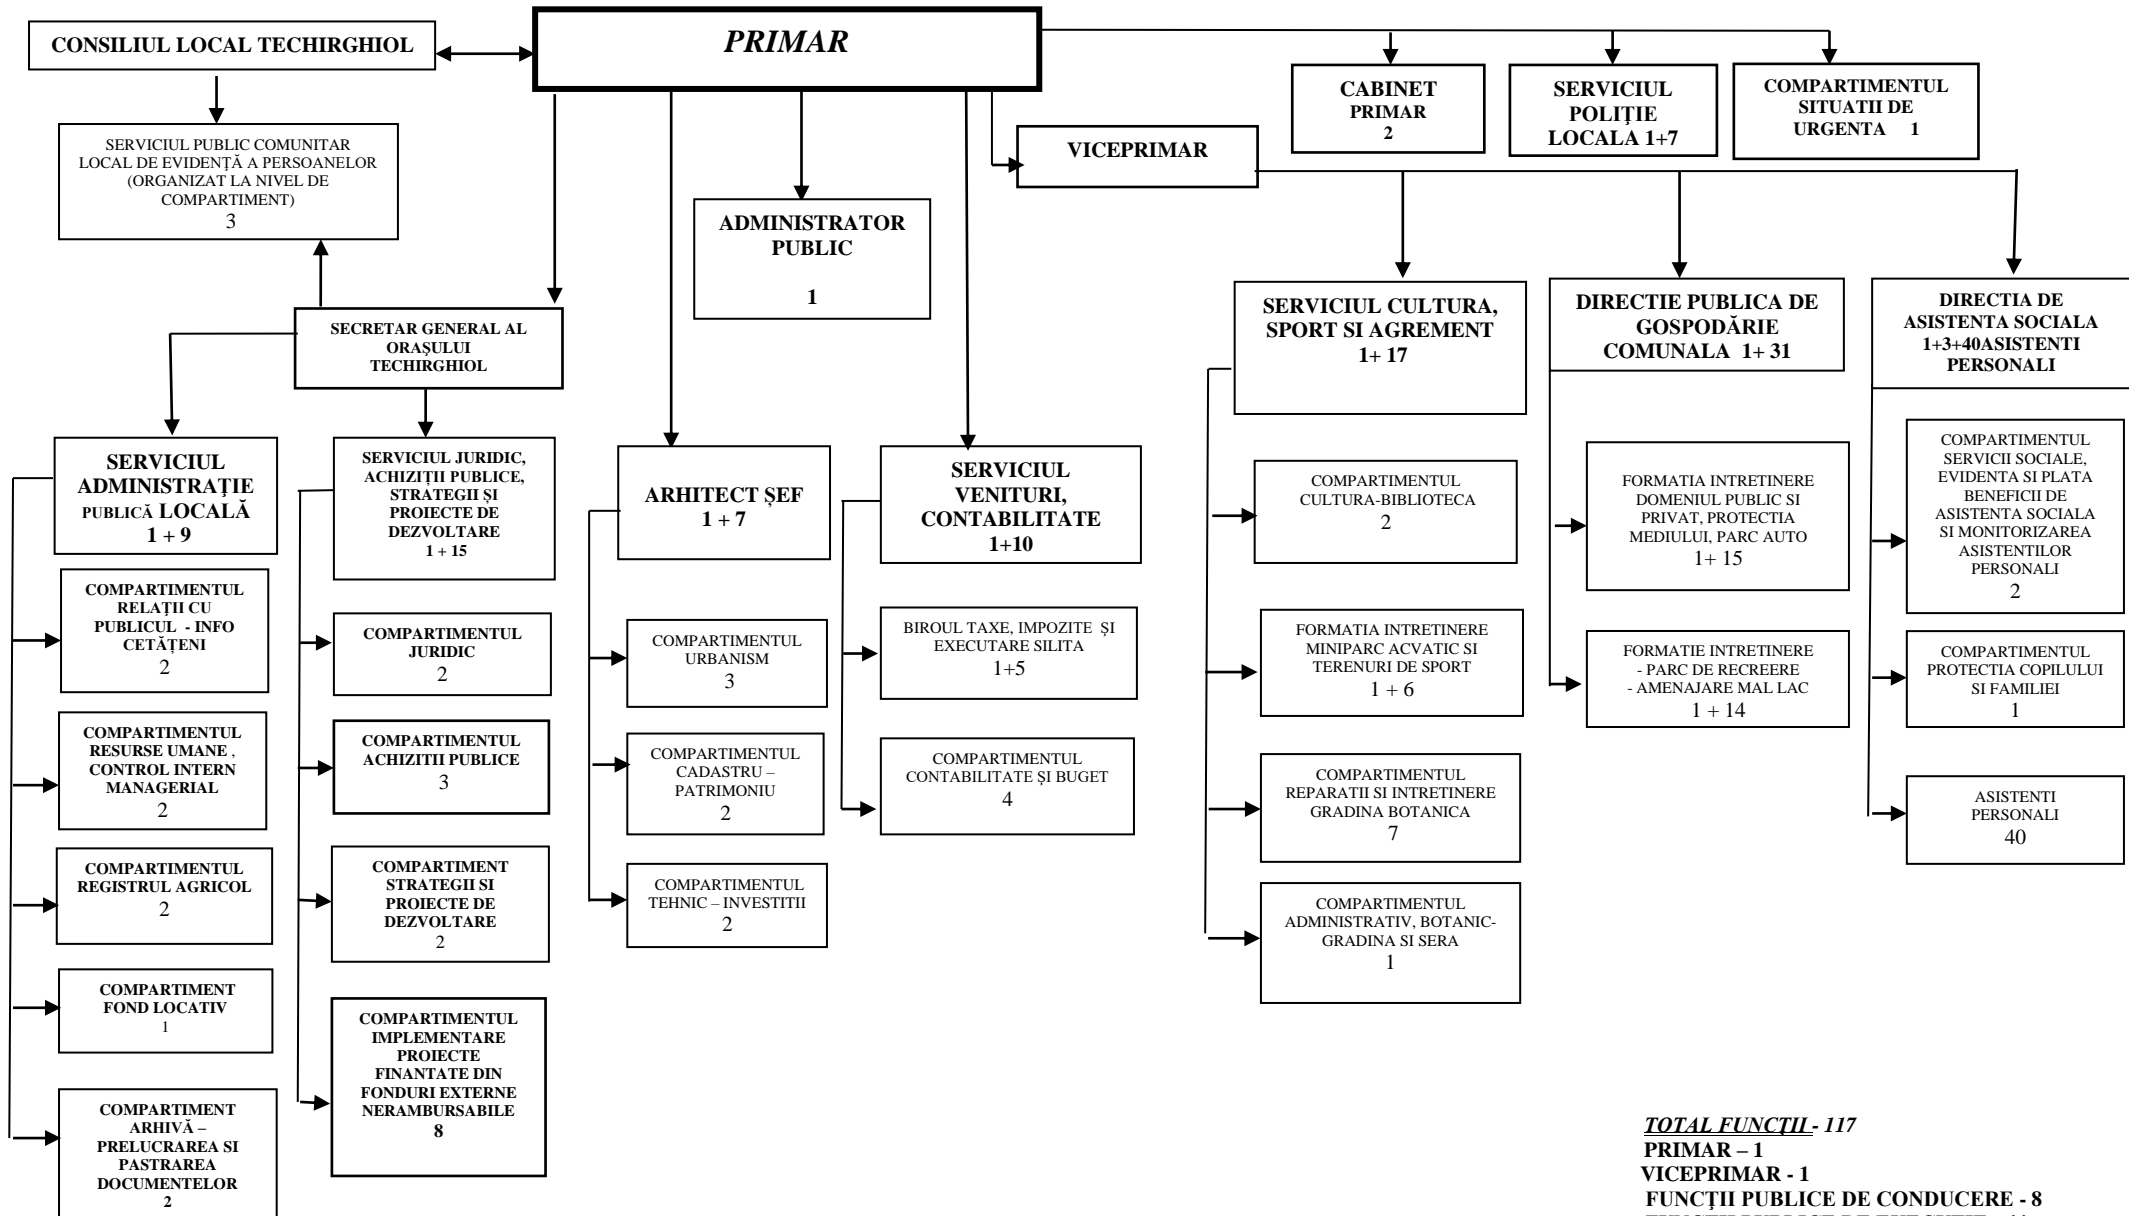 CONSILIUL LOCAL TECHIRGHIOL
PRIMAR
CABINET
PRIMAR
2
SERVICIUL
POLIŢIE
LOCALA 1+7
COMPARTIMENTUL
SITUATII DE
URGENTA 1
SERVICIUL PUBLIC COMUNITAR
LOCAL DE EVIDENŢĂ A PERSOANELOR
(ORGANIZAT LA NIVEL DE
COMPARTIMENT)
3
VICEPRIMAR
ADMINISTRATOR
PUBLIC
1
SECRETAR GENERAL AL
ORAŞULUI
TECHIRGHIOL
SERVICIUL CULTURA,
SPORT SI AGREMENT
1+ 17
DIRECTIE PUBLICA DE
GOSPODĂRIE
COMUNALA 1+ 31
DIRECTIA DE
ASISTENTA SOCIALA
1+3+40ASISTENTI
PERSONALI
SERVICIUL
ADMINISTRAŢIE
PUBLICĂ LOCALĂ
1 + 9
SERVICIUL JURIDIC,
ACHIZIȚII PUBLICE,
STRATEGII ȘI
PROIECTE DE
DEZVOLTARE
1 + 15
ARHITECT ȘEF
1 + 7
SERVICIUL
VENITURI,
CONTABILITATE
1+10
COMPARTIMENTUL
CULTURA-BIBLIOTECA
2
FORMATIA INTRETINERE
DOMENIUL PUBLIC SI
PRIVAT, PROTECTIA
MEDIULUI, PARC AUTO
1+ 15
COMPARTIMENTUL
SERVICII SOCIALE,
EVIDENTA SI PLATA
BENEFICII DE
ASISTENTA SOCIALA
SI MONITORIZAREA
ASISTENTILOR
PERSONALI
2
COMPARTIMENTUL
RELAŢII CU
PUBLICUL - INFO
CETĂȚENI
2
COMPARTIMENTUL
JURIDIC
2
COMPARTIMENTUL
URBANISM
3
BIROUL TAXE, IMPOZITE ȘI
EXECUTARE SILITA
1+5
FORMATIA INTRETINERE
MINIPARC ACVATIC SI
TERENURI DE SPORT
1 + 6
FORMATIE INTRETINERE
- PARC DE RECREERE
- AMENAJARE MAL LAC
1 + 14
COMPARTIMENTUL
PROTECTIA COPILULUI
SI FAMILIEI
1
COMPARTIMENTUL
RESURSE UMANE ,
CONTROL INTERN
MANAGERIAL
2
COMPARTIMENTUL
ACHIZITII PUBLICE
3
COMPARTIMENTUL
CADASTRU –
PATRIMONIU
2
COMPARTIMENTUL
CONTABILITATE ȘI BUGET
4
COMPARTIMENTUL
REPARATII SI INTRETINERE
GRADINA BOTANICA
7
ASISTENTI
PERSONALI
40
COMPARTIMENTUL
REGISTRUL AGRICOL
2
COMPARTIMENT
STRATEGII SI
PROIECTE DE
DEZVOLTARE
2
COMPARTIMENTUL
TEHNIC – INVESTITII
2
COMPARTIMENTUL
ADMINISTRATIV, BOTANIC-
GRADINA SI SERA
1
COMPARTIMENT
FOND LOCATIV
1
COMPARTIMENTUL
IMPLEMENTARE
PROIECTE
FINANTATE DIN
FONDURI EXTERNE
NERAMBURSABILE
8
COMPARTIMENT
ARHIVĂ –
PRELUCRAREA SI
PASTRAREA
DOCUMENTELOR
2
TOTAL FUNCŢII - 117
PRIMAR – 1
VICEPRIMAR - 1
FUNCŢII PUBLICE DE CONDUCERE - 8